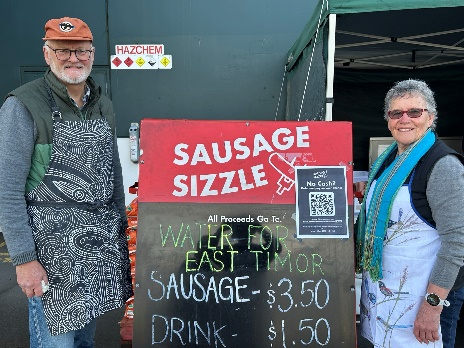 HAZCHEM
SAUSAGE
SIZZLE
All Proceeds Go To:
WATER FOR
EAST TIMOR
SAUSAGE - $3.50
DRINK - $1.50
No Cash?